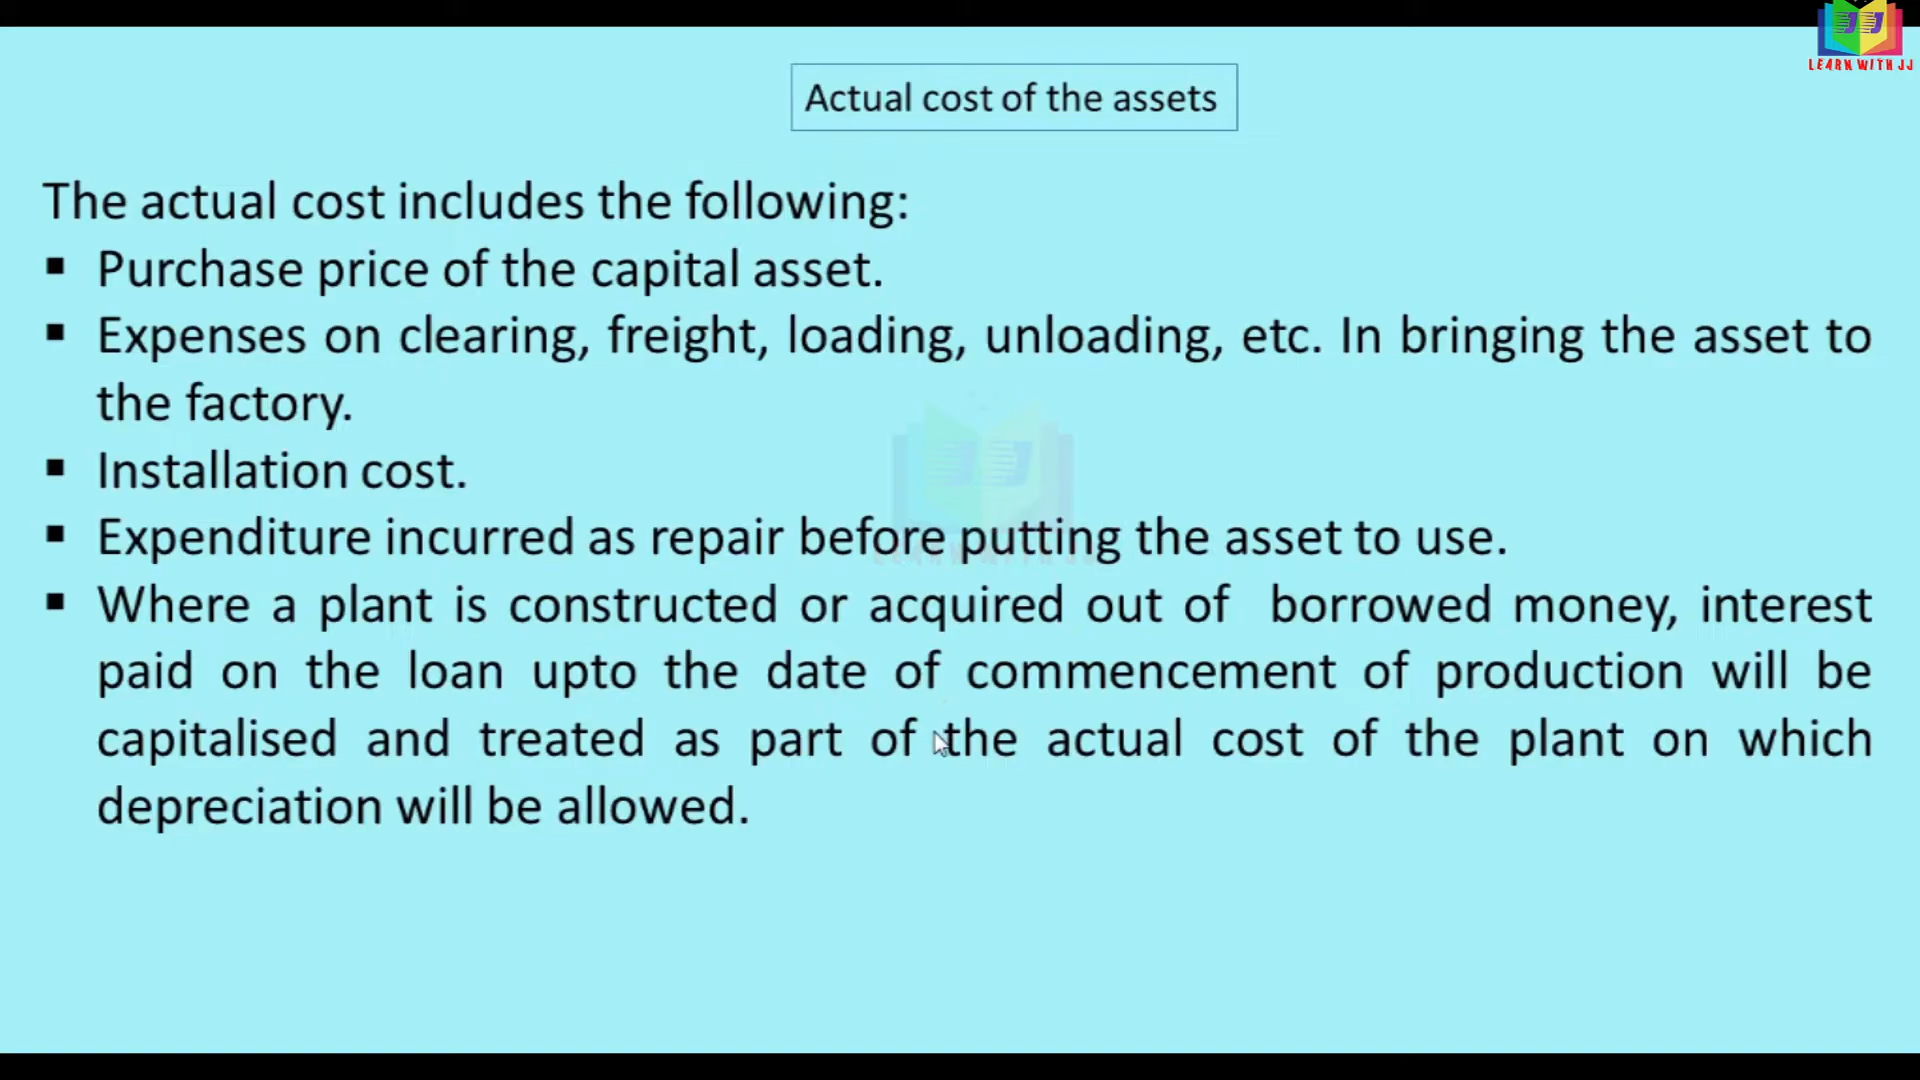 LEARN WITH JJ
Actual cost of the assets
The actual cost includes the following:
▪ Purchase price of the capital asset.
▪ Expenses on clearing, freight, loading, unloading, etc. In bringing the asset to
the factory.
▪ Installation cost.
▪ Expenditure incurred as repair before putting the asset to use.
▪ Where a plant is constructed or acquired out of borrowed money, interest
paid on the loan upto the date of commencement of production will be
capitalised and treated as part of the actual cost of the plant on which
depreciation will be allowed.